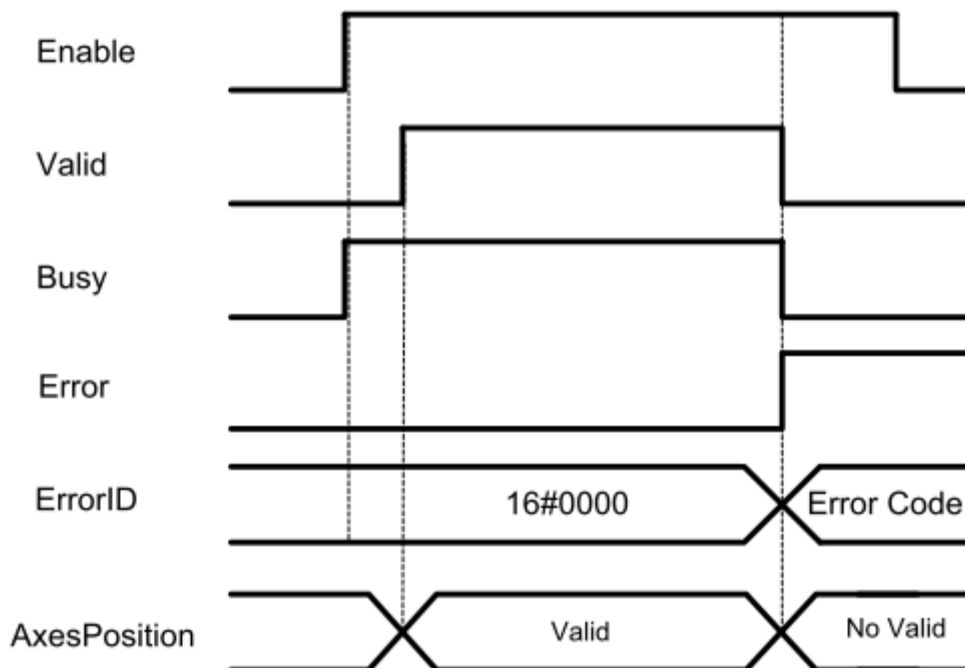 Enable
Valid
Busy
Error
ErrorID
16#0000
Error Code
AxesPosition
Valid
No Valid